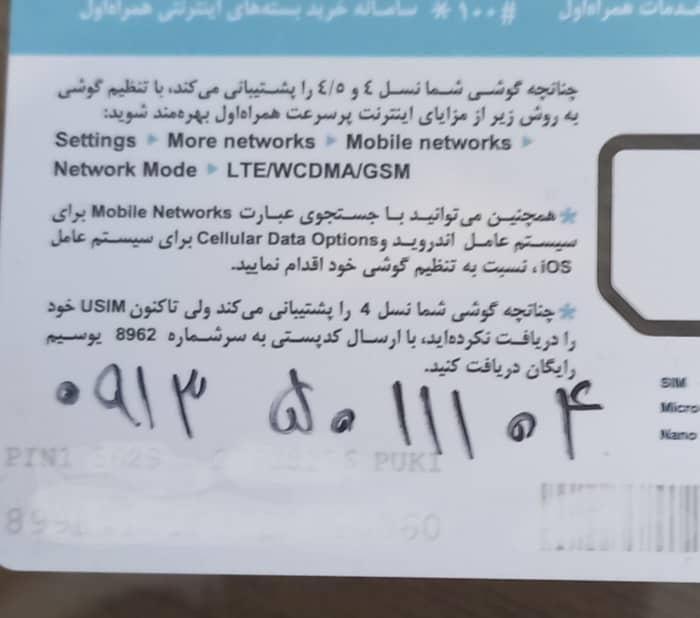 خدمات همراه‌اول #۱۰۰* سامانه خرید بسته‌های اینترنتی همراه‌اول
چنانچه گوشی شما نسل ٤ و ٤/٥ را پشتیبانی می‌کند، با تنظیم گوشی
به روش زیر از مزایای اینترنت پرسرعت همراه‌اول بهره‌مند شوید:
Settings ▸ More networks ▸ Mobile networks ▸
Network Mode ▸ LTE/WCDMA/GSM
*همچنین می‌توانید با جستجوی عبارت Mobile Networks برای
سیستم عامل اندروید و Cellular Data Options برای سیستم عامل
iOS، نسبت به تنظیم گوشی خود اقدام نمایید.
*چنانچه گوشی شما نسل 4 را پشتیبانی می‌کند ولی تاکنون USIM خود
را دریافت نکرده‌اید، با ارسال کدپستی به سرشماره 8962 یوسیم
رایگان دریافت کنید.
SIM
Micro
Nano
۰۹۱۳ ۵۰۱۱۱۰۴
PIN1 PUK1